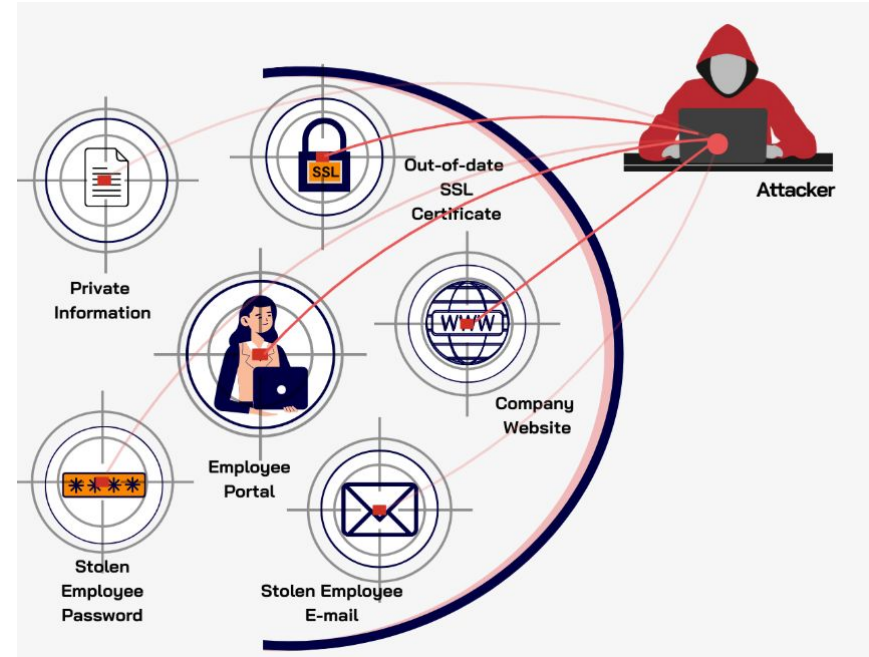 SSL
Out-of-date
SSL
Certificate
Attacker
Private
Information
WWW
Company
Website
Employee
Portal
****
Stolen
Employee
Password
Stolen Employee
E-mail